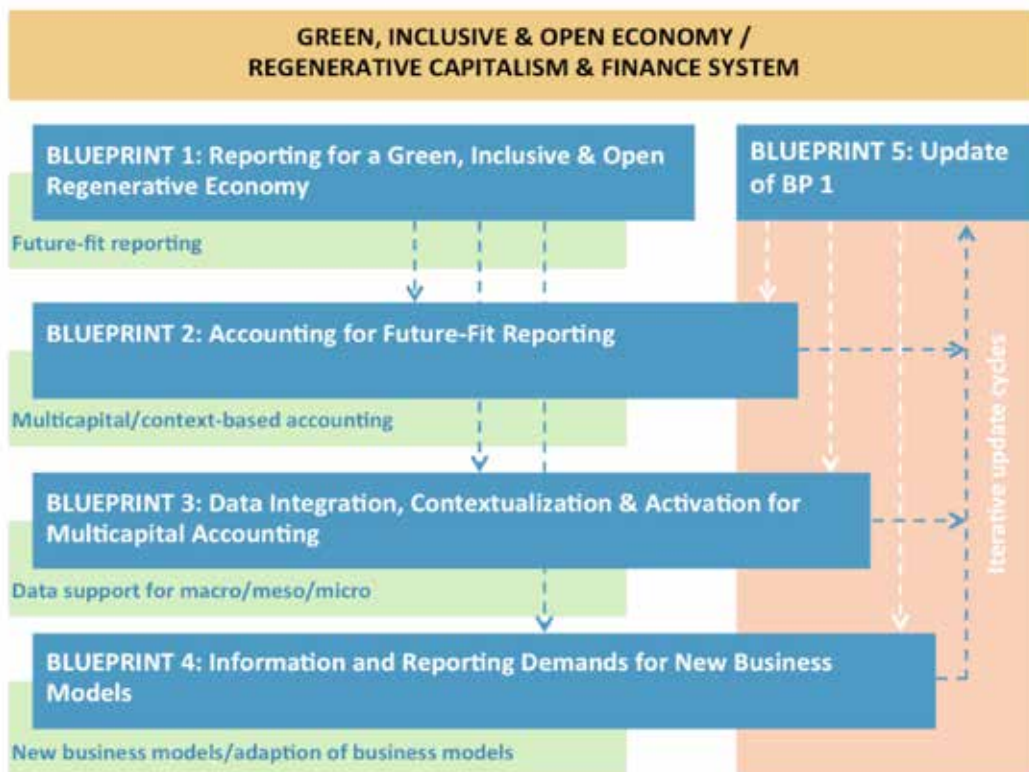 GREEN, INCLUSIVE & OPEN ECONOMY /
REGENERATIVE CAPITALISM & FINANCE SYSTEM
BLUEPRINT 1: Reporting for a Green, Inclusive & Open
Regenerative Economy
BLUEPRINT 5: Update
of BP 1
Future-fit reporting
BLUEPRINT 2: Accounting for Future-Fit Reporting
Multicapital/context-based accounting
BLUEPRINT 3: Data Integration, Contextualization & Activation for
Multicapital Accounting
Data support for macro/meso/micro
BLUEPRINT 4: Information and Reporting Demands for New Business
Models
New business models/adaption of business models
Iterative update cycles